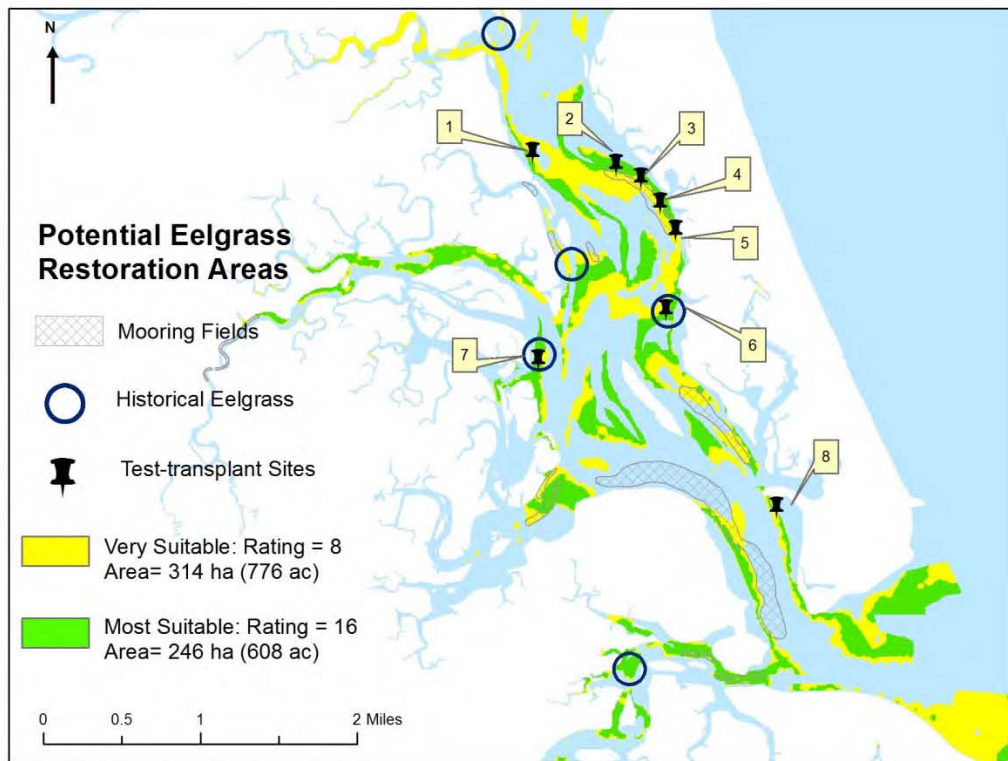 N
1
2
3
4
5
6
7
8
Potential Eelgrass
Restoration Areas
Mooring Fields
Historical Eelgrass
Test-transplant Sites
Very Suitable: Rating = 8
Area= 314 ha (776 ac)
Most Suitable: Rating = 16
Area= 246 ha (608 ac)
0 0.5 1 2 Miles